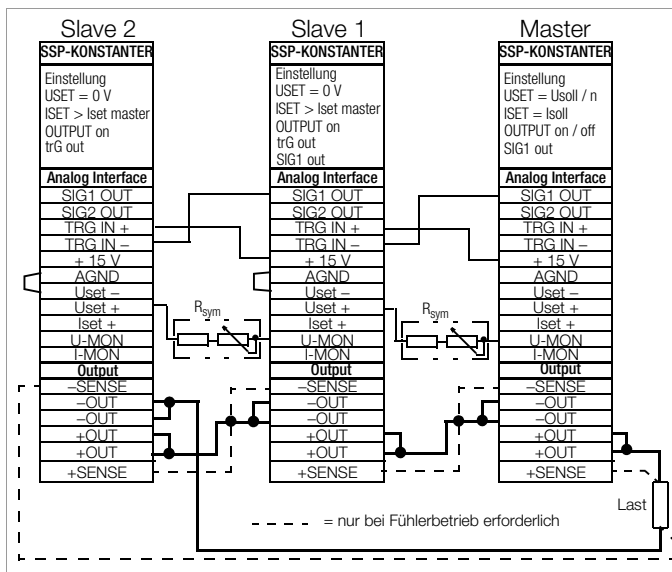 Slave 2
SSP-KONSTANTER
Einstellung
USET = 0 V
ISET > Iset master
OUTPUT on
trG out
Analog Interface
SIG1 OUT
SIG2 OUT
TRG IN +
TRG IN –
+ 15 V
AGND
Uset –
Uset +
Iset +
U-MON
I-MON
Output
–SENSE
–OUT
–OUT
+OUT
+OUT
+SENSE
Rsym
Slave 1
SSP-KONSTANTER
Einstellung
USET = 0 V
ISET > Iset master
OUTPUT on
trG out
SIG1 out
Analog Interface
SIG1 OUT
SIG2 OUT
TRG IN +
TRG IN –
+ 15 V
AGND
Uset –
Uset +
Iset +
U-MON
I-MON
Output
–SENSE
–OUT
–OUT
+OUT
+OUT
+SENSE
Rsym
Master
SSP-KONSTANTER
Einstellung
USET = Usoll / n
ISET = Isoll
OUTPUT on / off
SIG1 out
Analog Interface
SIG1 OUT
SIG2 OUT
TRG IN +
TRG IN –
+ 15 V
AGND
Uset –
Uset +
Iset +
U-MON
I-MON
Output
–SENSE
–OUT
–OUT
+OUT
+OUT
+SENSE
Last
= nur bei Fühlerbetrieb erforderlich